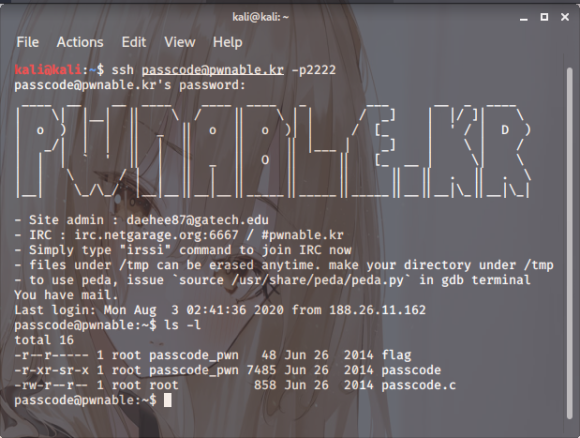 kali@kali: ~
File Actions Edit View Help
kali@kali:~$ ssh passcode@pwnable.kr -p2222
passcode@pwnable.kr's password:
PWNABLE.KR
- Site admin : daehee87@gatech.edu
- IRC : irc.netgarage.org:6667 / #pwnable.kr
- Simply type "irssi" command to join IRC now
- files under /tmp can be erased anytime. make your directory under /tmp
- to use peda, issue `source /usr/share/peda/peda.py` in gdb terminal
You have mail.
Last login: Mon Aug  3 02:41:36 2020 from 188.26.11.162
passcode@pwnable:~$ ls -l
total 16
-r--r----- 1 root passcode_pwn   48 Jun 26  2014 flag
-r-xr-sr-x 1 root passcode_pwn 7485 Jun 26  2014 passcode
-rw-r--r-- 1 root root          858 Jun 26  2014 passcode.c
passcode@pwnable:~$